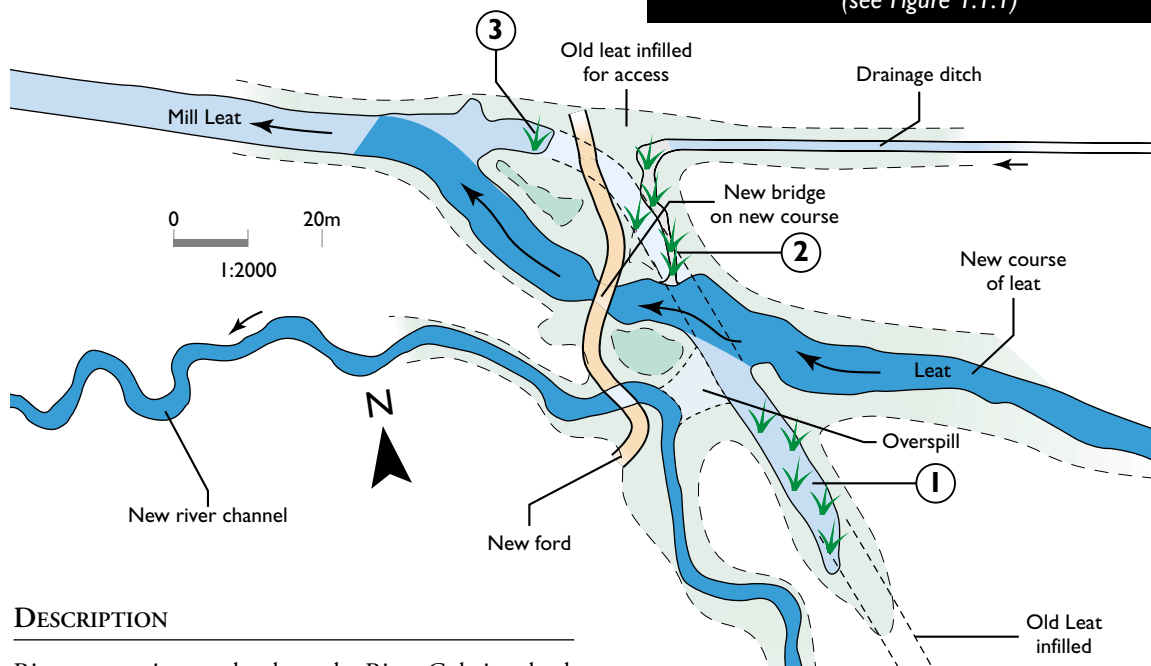 (see Figure 1.1.1)
3
Old leat infilled
for access
Drainage ditch
Mill Leat
New bridge
on new course
2
0 20m
1:2000
New course
of leat
Leat
N
Overspill
1
New river channel
New ford
Old Leat
infilled
DESCRIPTION